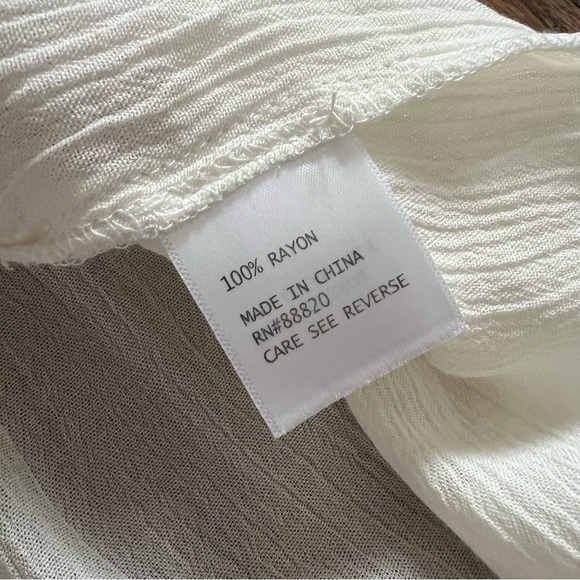 100% RAYON
MADE IN CHINA
RN#88820
CARE SEE REVERSE